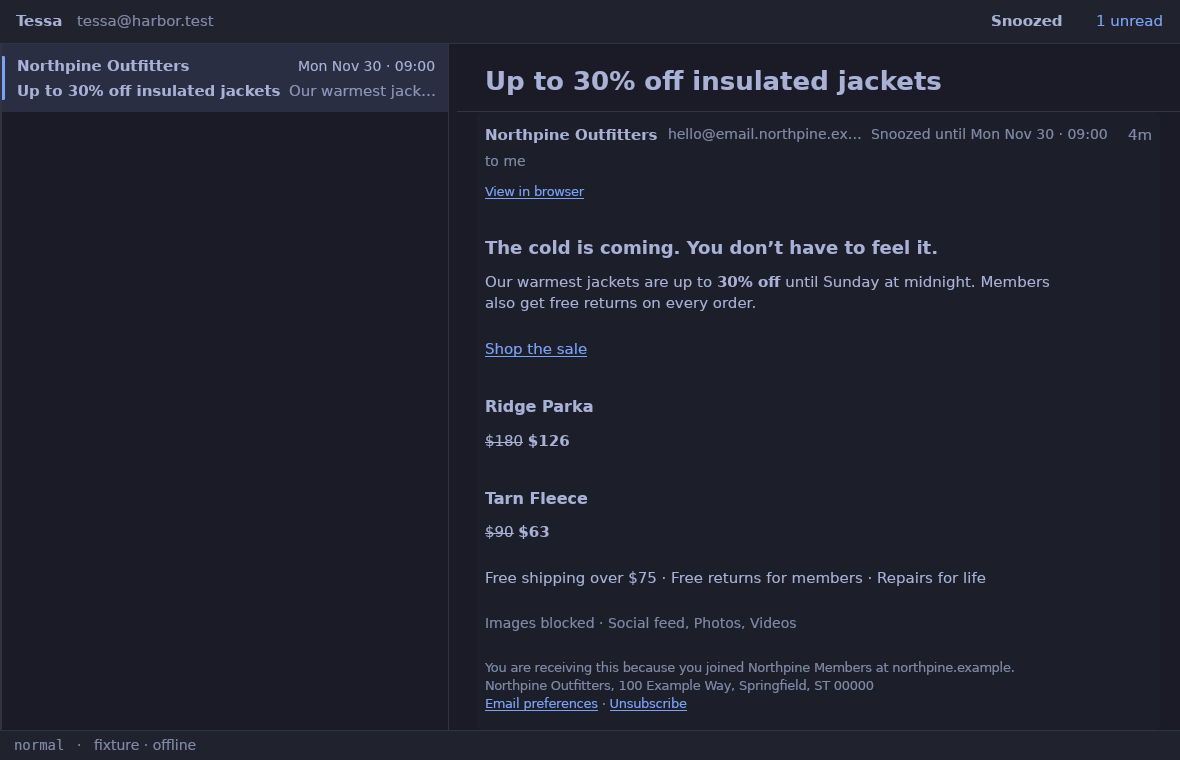 Tessa tessa@harbor.test Snoozed 1 unread
Northpine Outfitters Mon Nov 30 · 09:00
Up to 30% off insulated jackets Our warmest jack…
Up to 30% off insulated jackets
Northpine Outfitters hello@email.northpine.ex… Snoozed until Mon Nov 30 · 09:00 4m
to me
View in browser
The cold is coming. You don’t have to feel it.
Our warmest jackets are up to 30% off until Sunday at midnight. Members
also get free returns on every order.
Shop the sale
Ridge Parka
$180 $126
Tarn Fleece
$90 $63
Free shipping over $75 · Free returns for members · Repairs for life
Images blocked · Social feed, Photos, Videos
You are receiving this because you joined Northpine Members at northpine.example.
Northpine Outfitters, 100 Example Way, Springfield, ST 00000
Email preferences · Unsubscribe
normal · fixture · offline